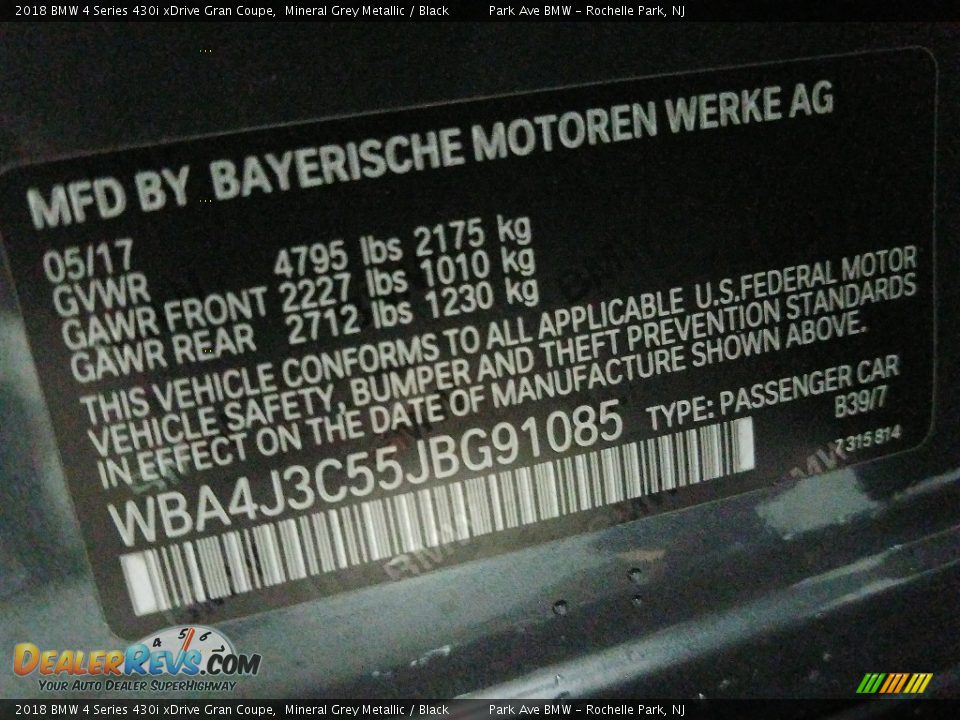 2018 BMW 4 Series 430i xDrive Gran Coupe, Mineral Grey Metallic / Black Park Ave BMW - Rochelle Park, NJ
MFD BY BAYERISCHE MOTOREN WERKE AG
05/17
GVWR 4795 lbs 2175 kg
GAWR FRONT 2227 lbs 1010 kg
GAWR REAR 2712 lbs 1230 kg
THIS VEHICLE CONFORMS TO ALL APPLICABLE U.S.FEDERAL MOTOR
VEHICLE SAFETY, BUMPER AND THEFT PREVENTION STANDARDS
IN EFFECT ON THE DATE OF MANUFACTURE SHOWN ABOVE.
WBA4J3C55JBG91085 TYPE: PASSENGER CAR
B39/7
7 315 814
BMW
BMW
4 5 6
DEALERREVS.COM
YOUR AUTO DEALER SUPERHIGHWAY
2018 BMW 4 Series 430i xDrive Gran Coupe, Mineral Grey Metallic / Black Park Ave BMW - Rochelle Park, NJ